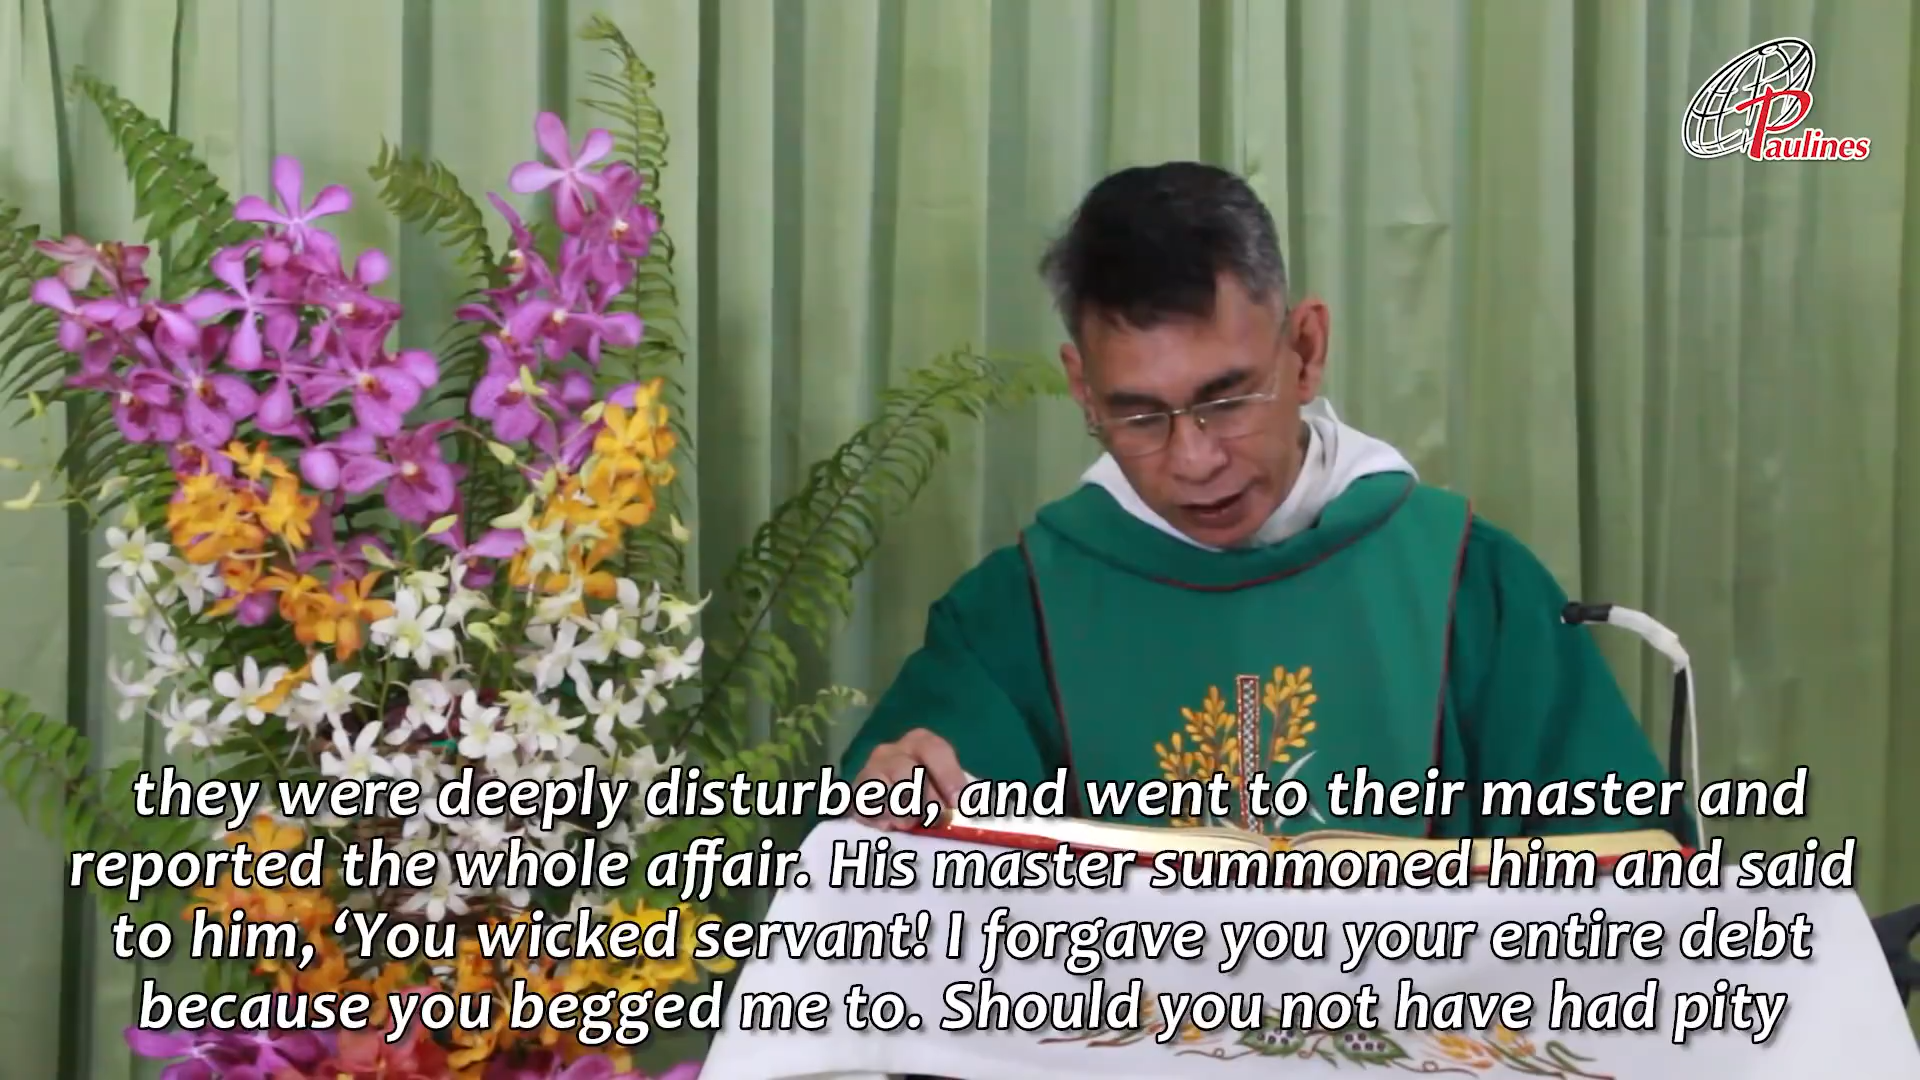 Paulines
they were deeply disturbed, and went to their master and
reported the whole affair. His master summoned him and said
to him, ‘You wicked servant! I forgave you your entire debt
because you begged me to. Should you not have had pity